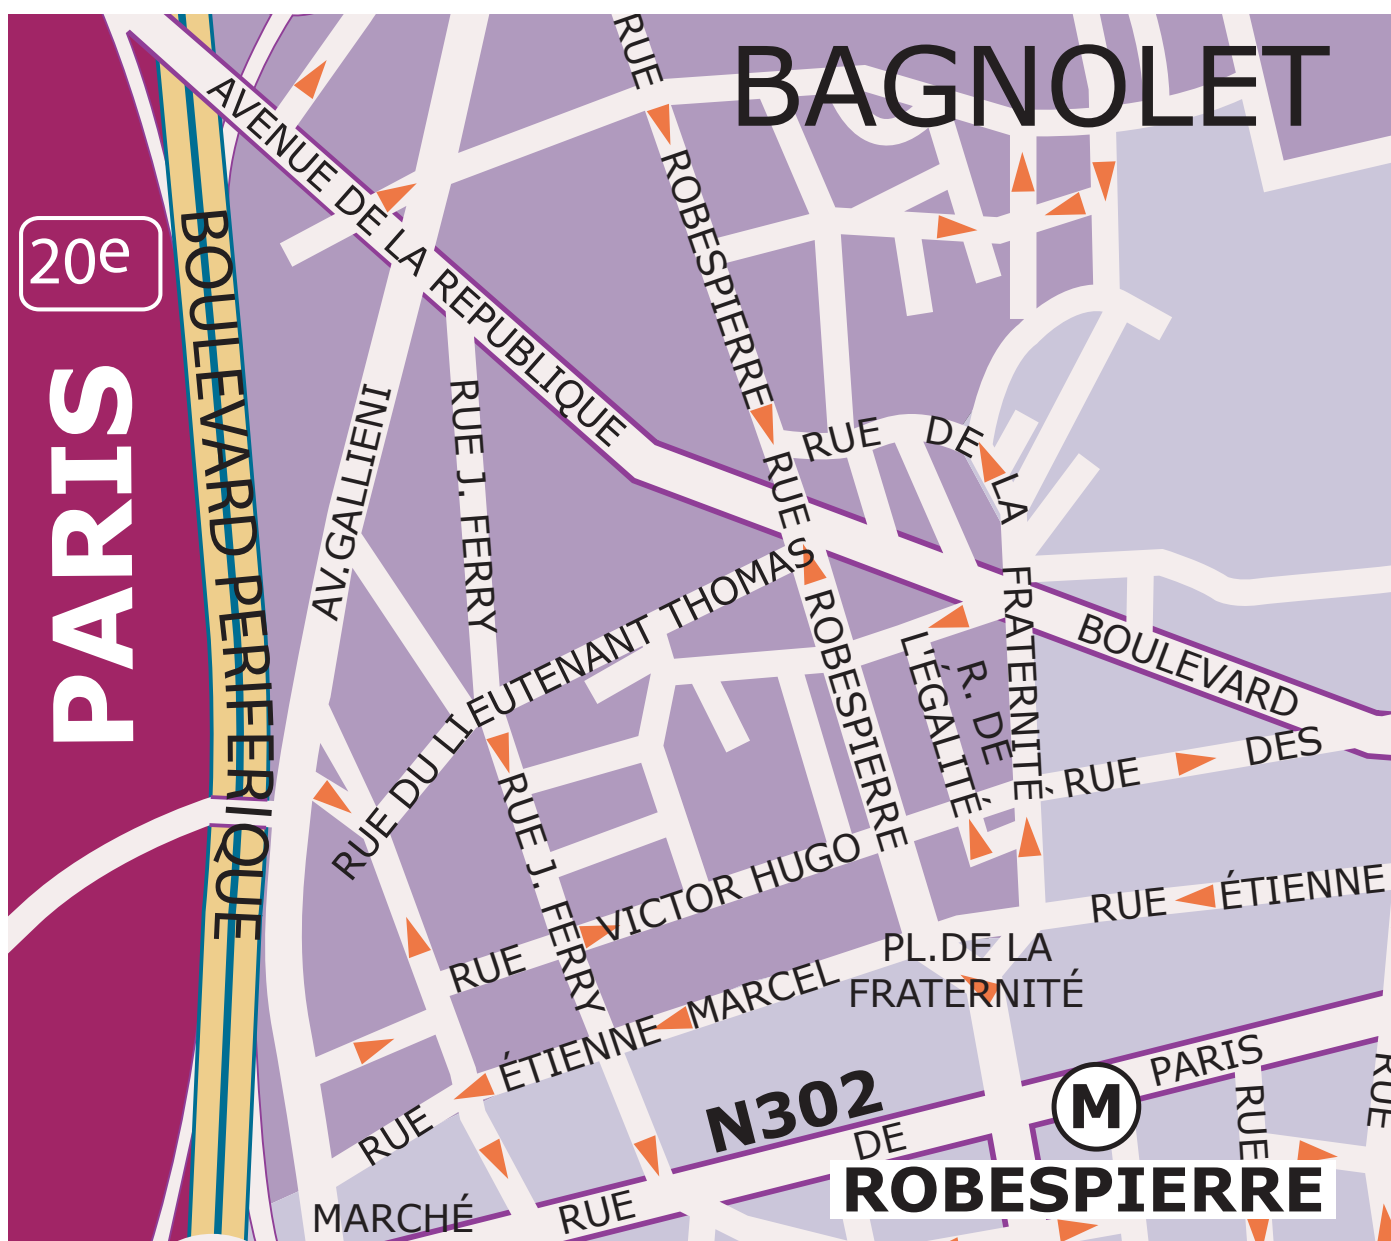 BAGNOLET
RUE
ROBESPIERRE
AVENUE DE LA REPUBLIQUE
20e
PARIS
BOULEVARD PERIFERIQUE
AV.GALLIENI
RUE J. FERRY
RUE DE LA FRATERNITÉ
RUE ROBESPIERRE
RUE DU LIEUTENANT THOMAS
R. DE
L'ÉGALITÉ
BOULEVARD
RUE DES
RUE J. FERRY
RUE VICTOR HUGO
RUE ÉTIENNE
PL.DE LA
FRATERNITÉ
RUE ÉTIENNE MARCEL
N302
RUE DE PARIS
M
ROBESPIERRE
RUE
RUE
MARCHÉ